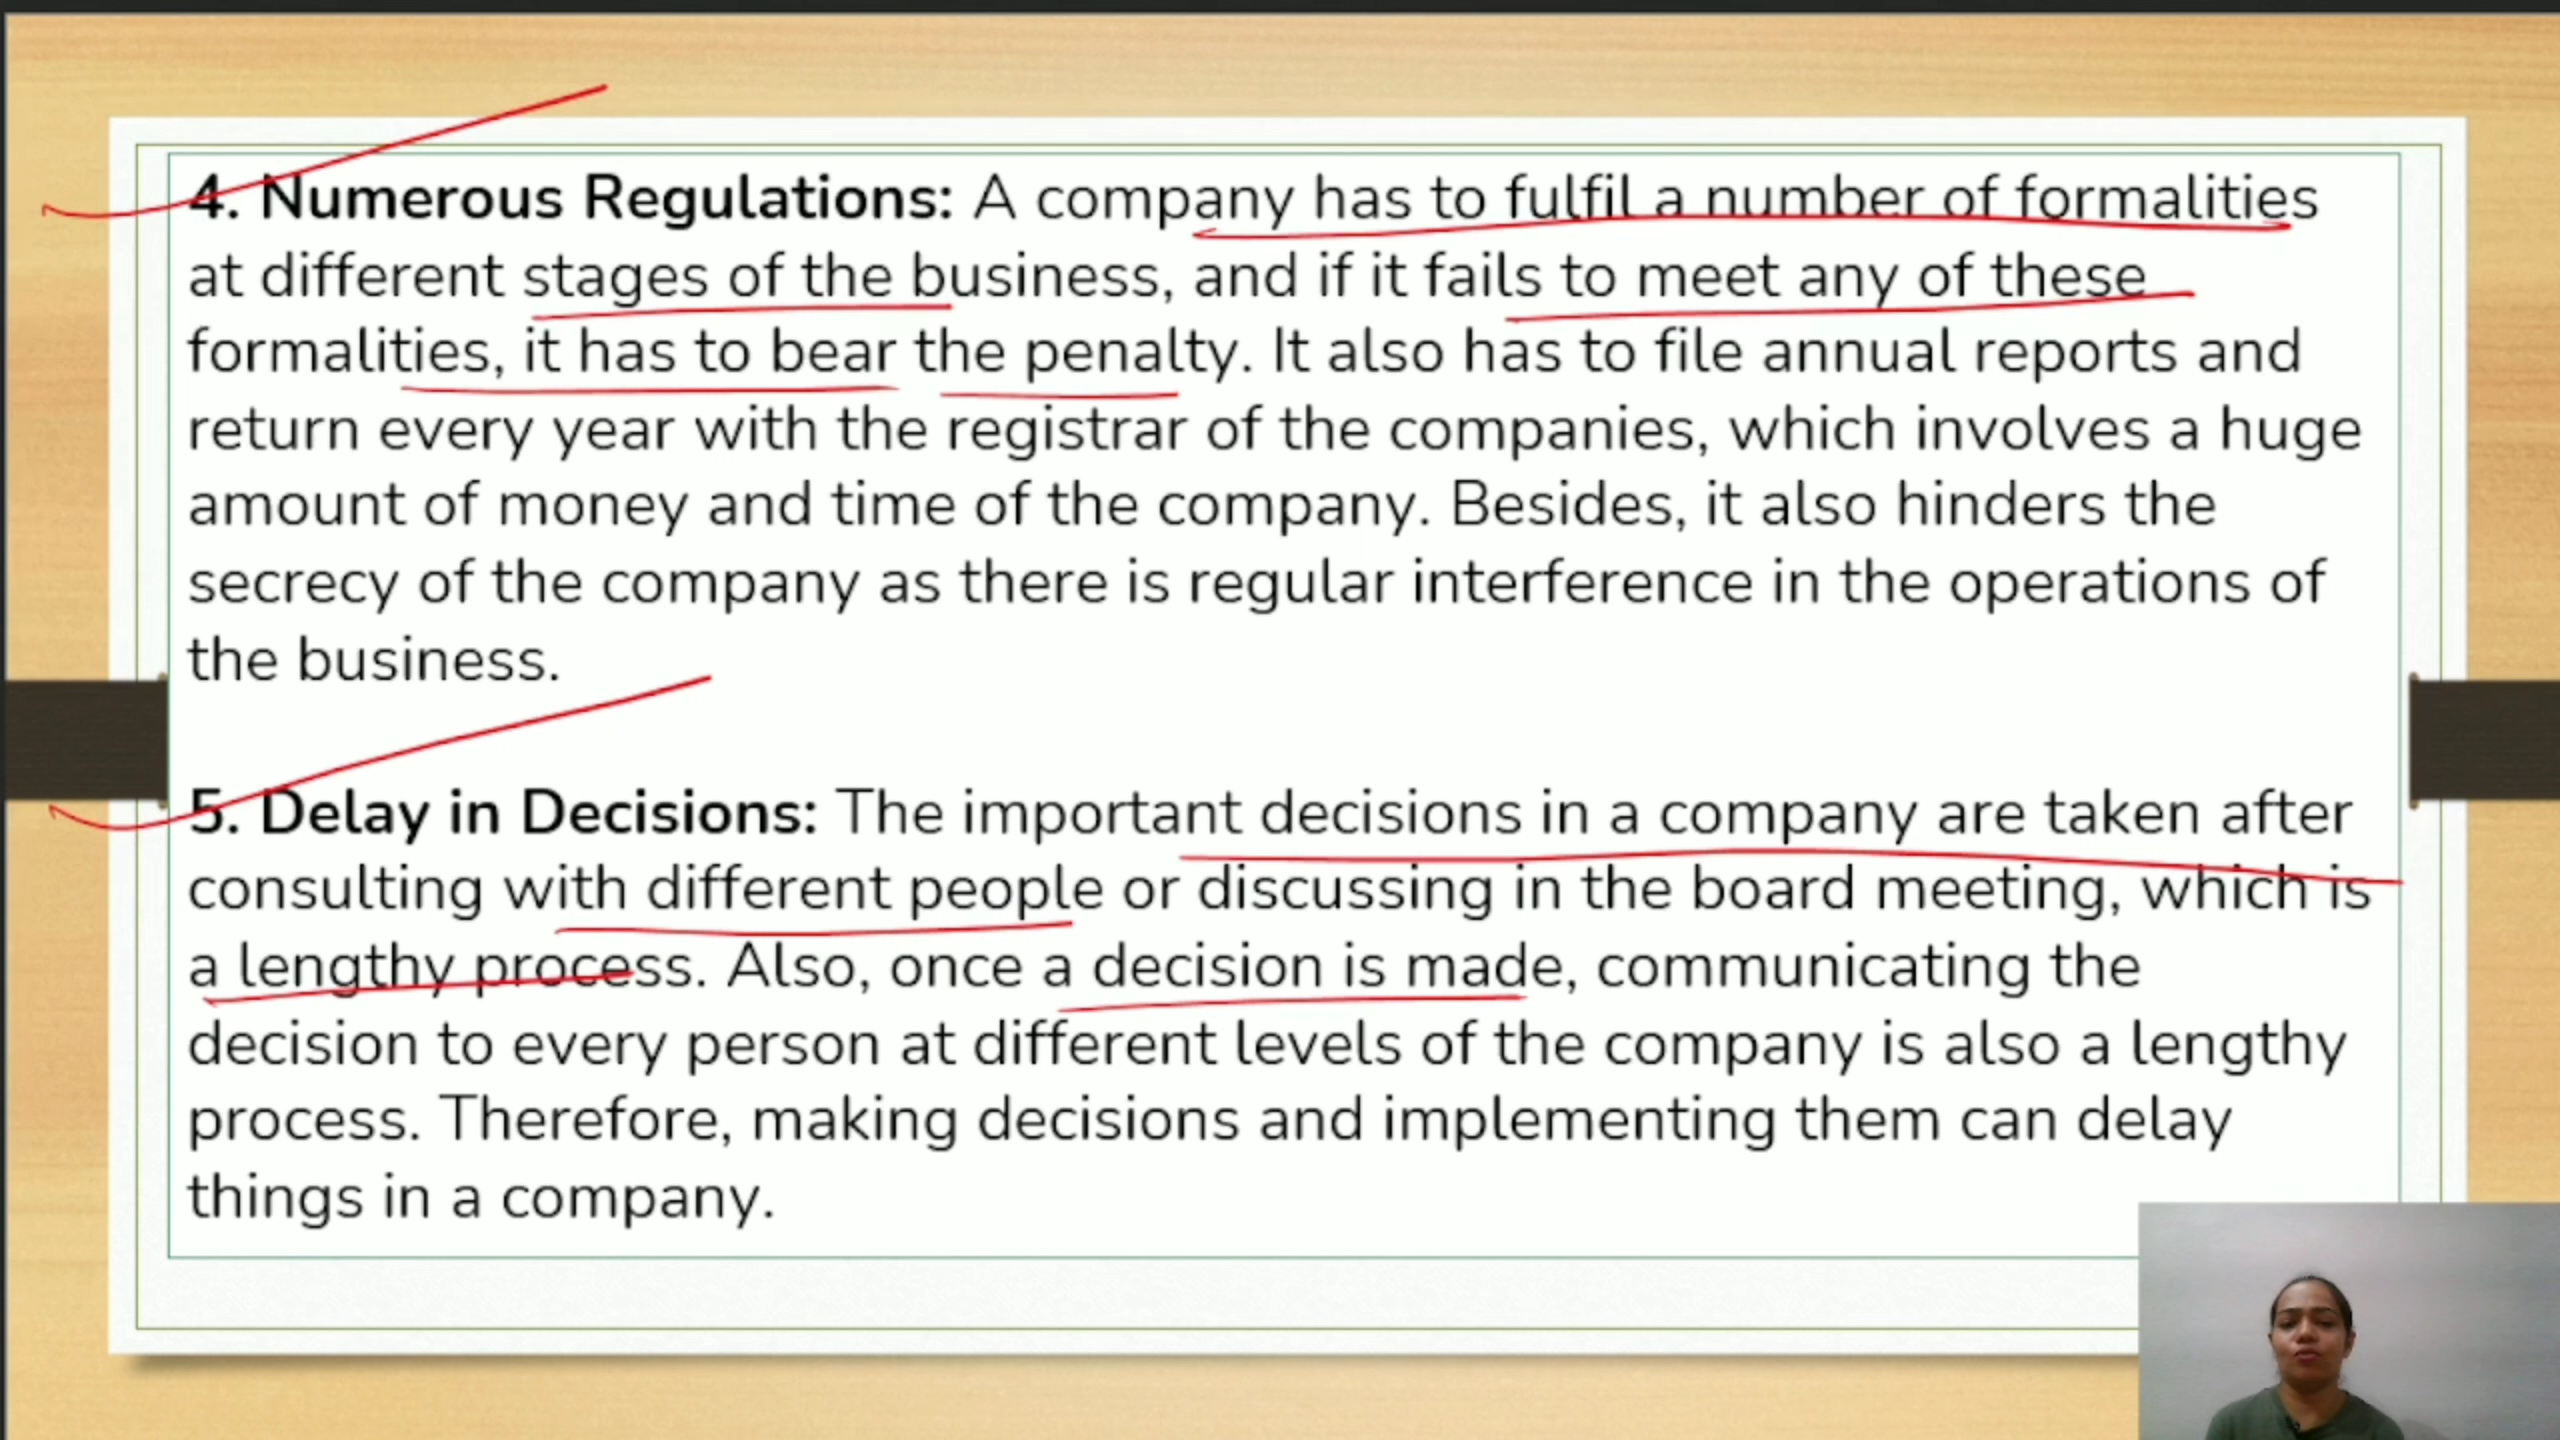 4. Numerous Regulations: A company has to fulfil a number of formalities
at different stages of the business, and if it fails to meet any of these
formalities, it has to bear the penalty. It also has to file annual reports and
return every year with the registrar of the companies, which involves a huge
amount of money and time of the company. Besides, it also hinders the
secrecy of the company as there is regular interference in the operations of
the business.
5. Delay in Decisions: The important decisions in a company are taken after
consulting with different people or discussing in the board meeting, which is
a lengthy process. Also, once a decision is made, communicating the
decision to every person at different levels of the company is also a lengthy
process. Therefore, making decisions and implementing them can delay
things in a company.